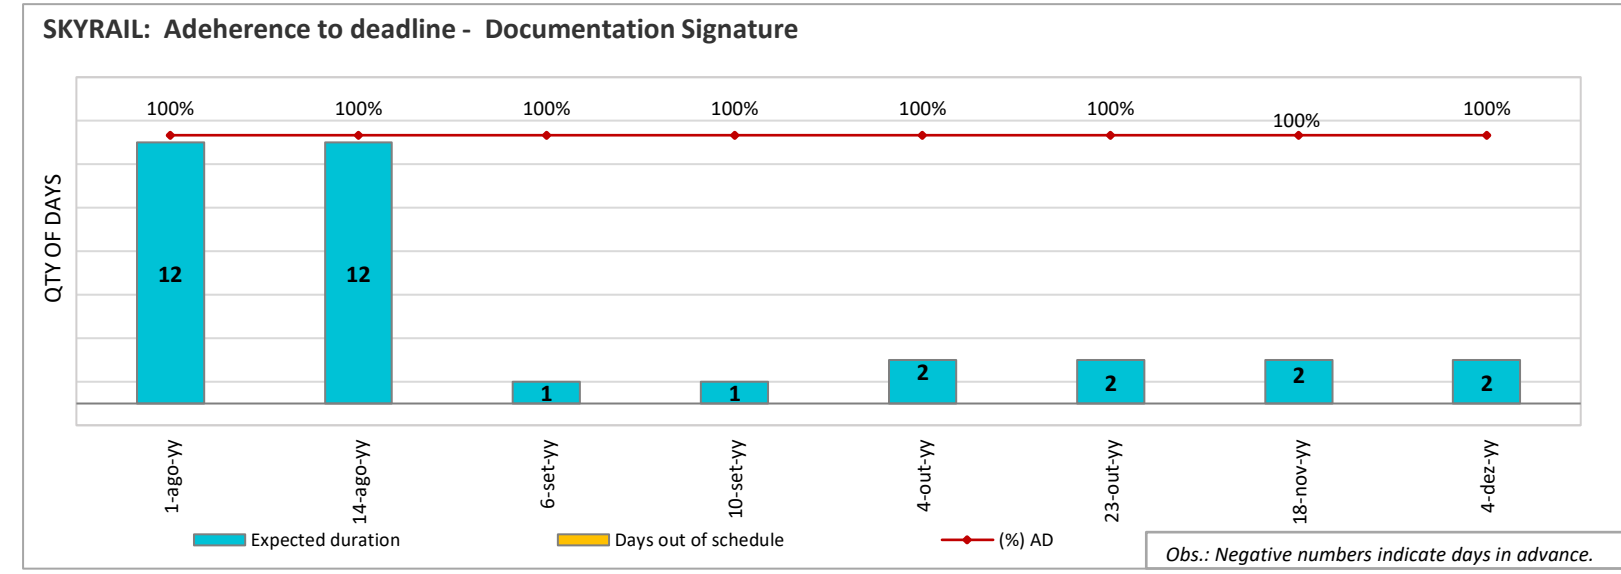 SKYRAIL: Adeherence to deadline - Documentation Signature
100% 100% 100% 100% 100% 100% 100% 100%
QTY OF DAYS
12 12 1 1 2 2 2 2
1-ago-yy 14-ago-yy 6-set-yy 10-set-yy 4-out-yy 23-out-yy 18-nov-yy 4-dez-yy
Expected duration Days out of schedule (%) AD
Obs.: Negative numbers indicate days in advance.